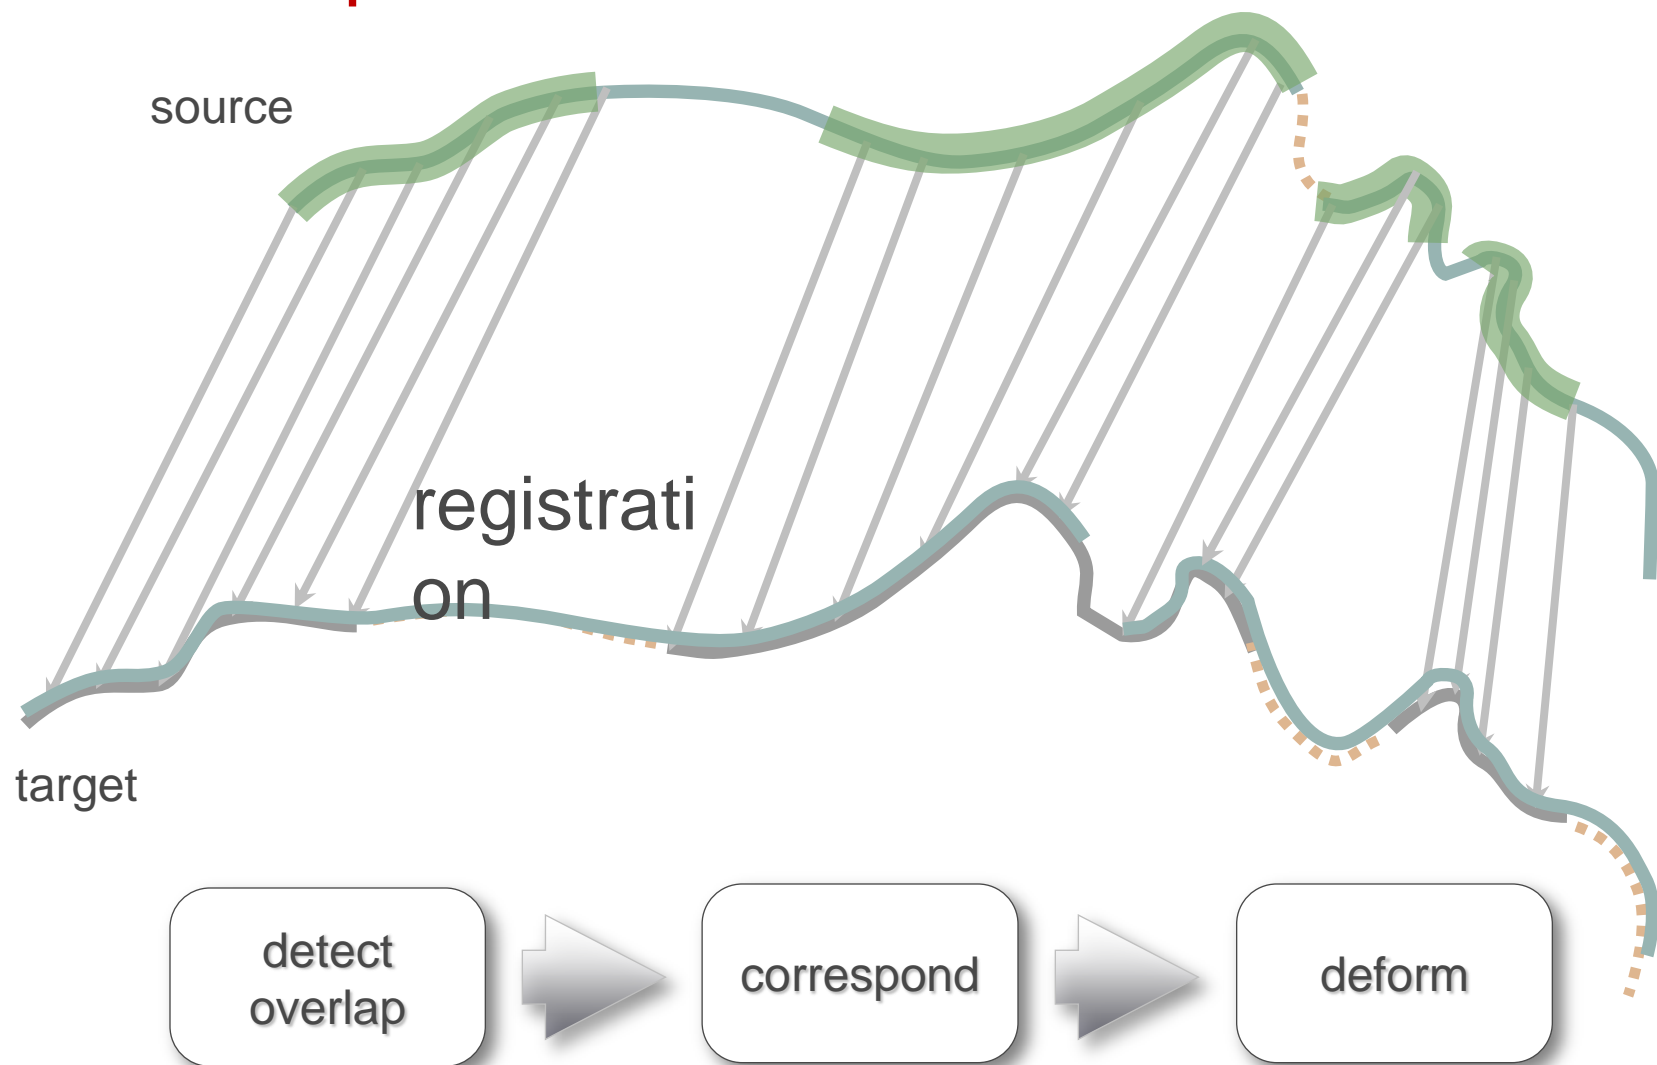 source
registrati
on
target
detect
overlap
correspond
deform